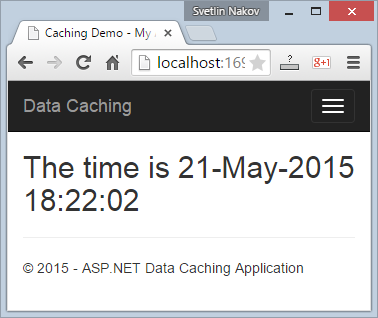 Svetlin Nakov
Caching Demo - My
localhost:169
?
g+1
Data Caching
The time is 21-May-2015
18:22:02
© 2015 - ASP.NET Data Caching Application